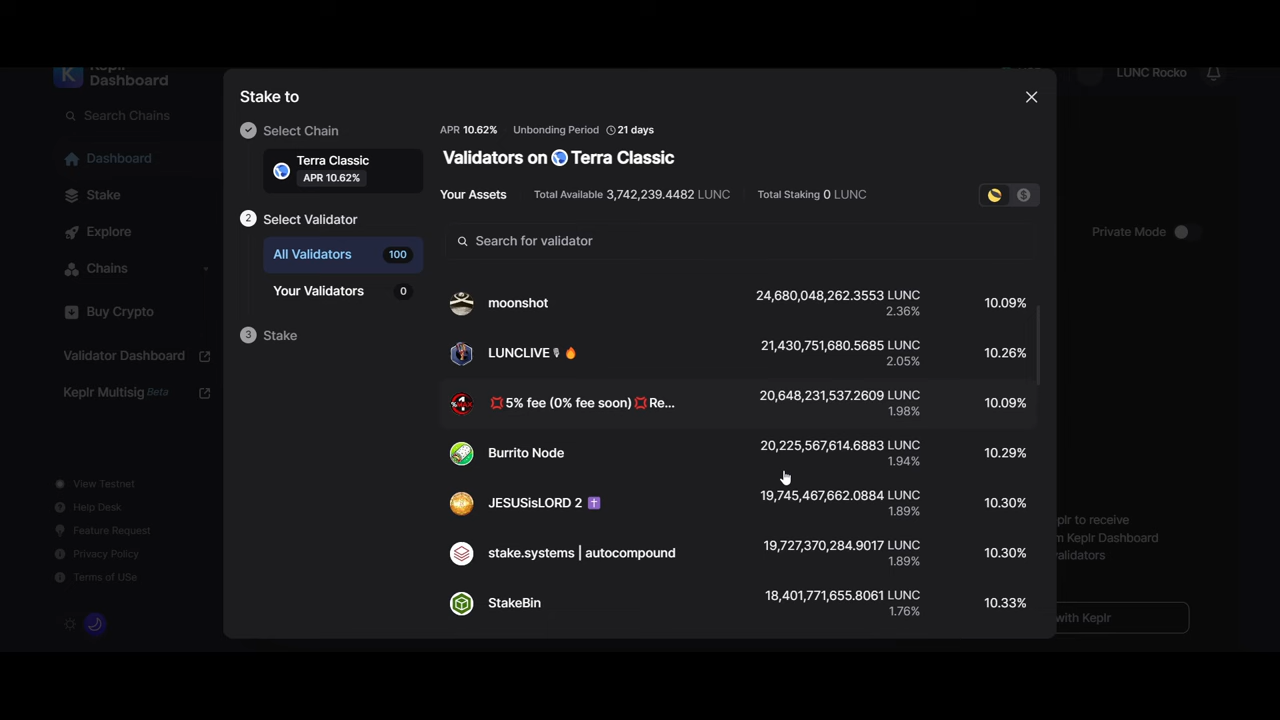 Keplr
Dashboard
LUNC Rocko
Search Chains
Dashboard
Stake
Explore
Chains
Buy Crypto
Validator Dashboard
Keplr Multisig Beta
View Testnet
Help Desk
Feature Request
Privacy Policy
Terms of USe
Stake to
Select Chain
Terra Classic
APR 10.62%
2 Select Validator
All Validators 100
Your Validators 0
3 Stake
APR 10.62% Unbonding Period 21 days
Validators on Terra Classic
Your Assets Total Available 3,742,239.4482 LUNC Total Staking 0 LUNC
Search for validator
moonshot 24,680,048,262.3553 LUNC 10.09%
2.36%
LUNCLIVE🎙🔥 21,430,751,680.5685 LUNC 10.26%
2.05%
💢5% fee (0% fee soon)💢Re... 20,648,231,537.2609 LUNC 10.09%
1.98%
Burrito Node 20,225,567,614.6883 LUNC 10.29%
1.94%
JESUSisLORD 2 ✝️ 19,745,467,662.0884 LUNC 10.30%
1.89%
stake.systems | autocompound 19,727,370,284.9017 LUNC 10.30%
1.89%
StakeBin 18,401,771,655.8061 LUNC 10.33%
1.76%
Private Mode
plr to receive
m Keplr Dashboard
alidators
with Keplr